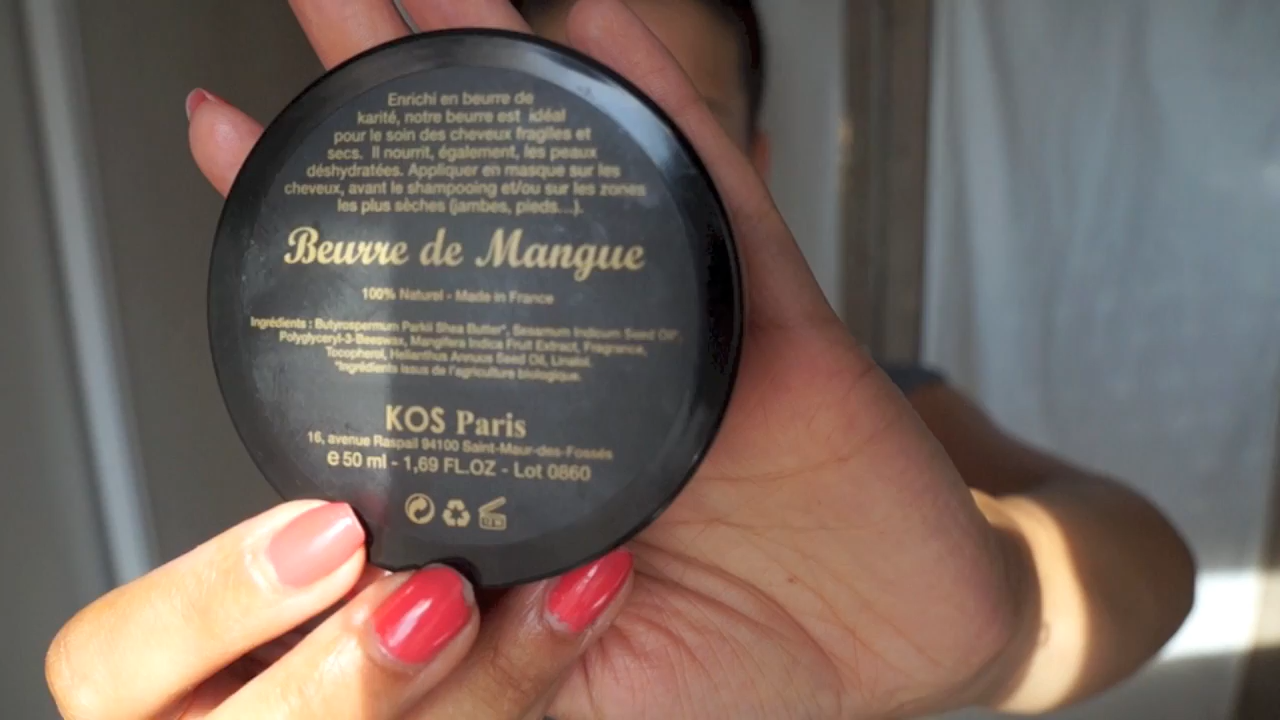 Enrichi en beurre de
karité, notre beurre est idéal
pour le soin des cheveux fragiles et
secs. Il nourrit, également, les peaux
déshydratées. Appliquer en masque sur les
cheveux, avant le shampooing et/ou sur les zones
les plus sèches (jambes, pieds...).
Beurre de Mangue
100% Naturel - Made in France
Ingrédients : Butyrospermum Parkii Shea Butter*, Sesamum Indicum Seed Oil*,
Polyglyceryl-3-Beeswax, Mangifera Indica Fruit Extract, Fragrance,
Tocopherol, Helianthus Annuus Seed Oil, Linalol.
*Ingrédients issus de l'agriculture biologique.
KOS Paris
16, avenue Raspail 94100 Saint-Maur-des-Fossés
e 50 ml - 1,69 FL.OZ - Lot 0860